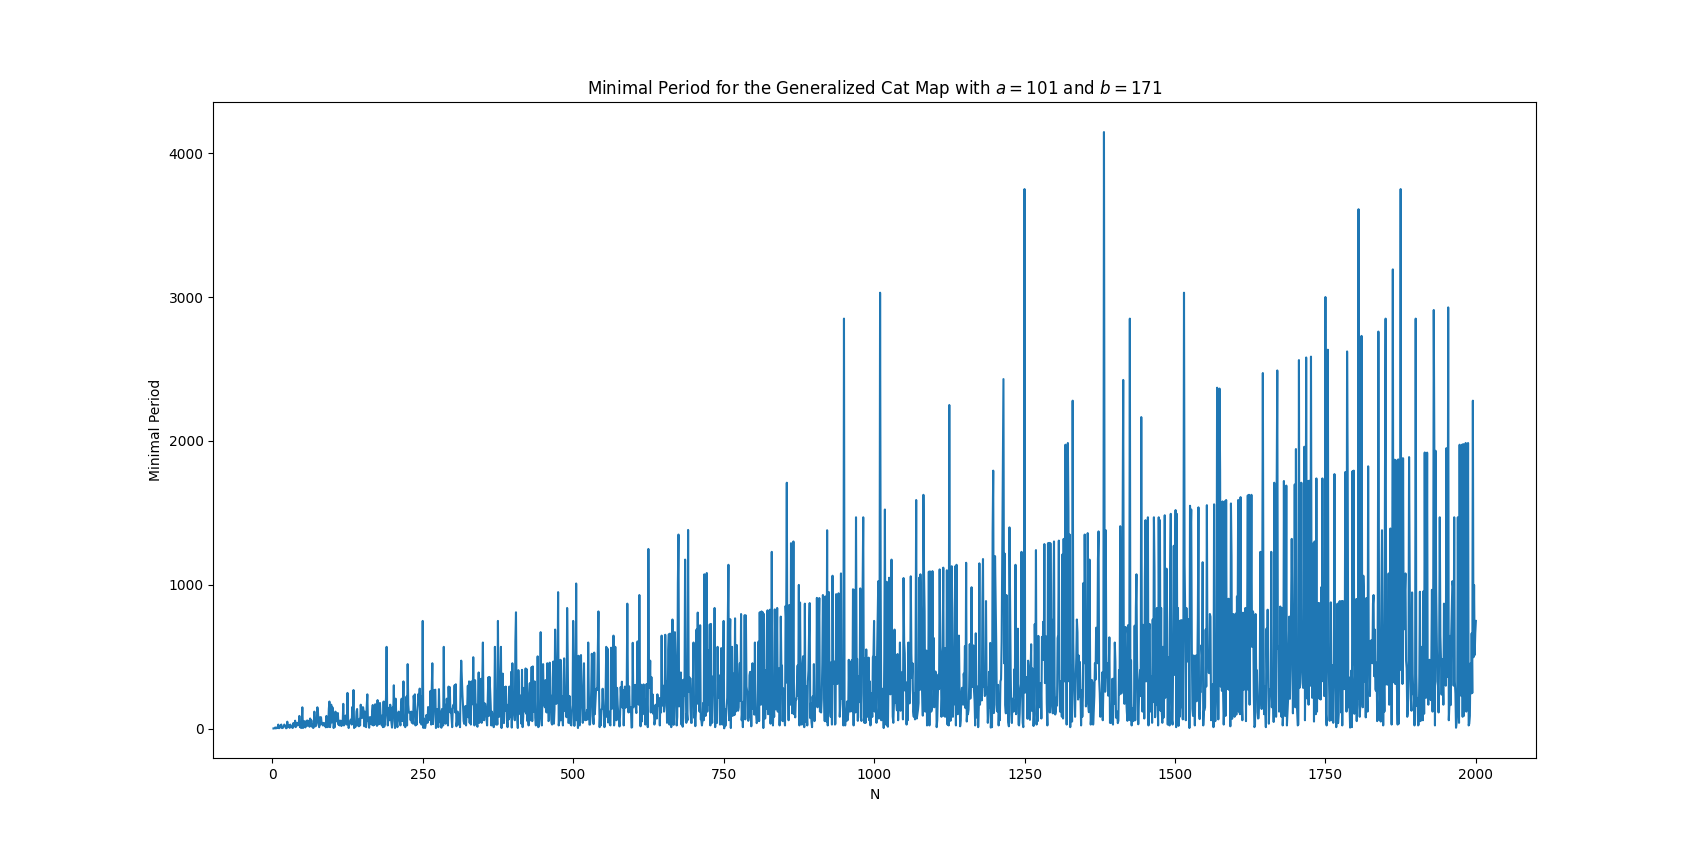 Minimal Period for the Generalized Cat Map with a = 101 and b = 171
Minimal Period
4000
3000
2000
1000
0
0 250 500 750 1000 1250 1500 1750 2000
N